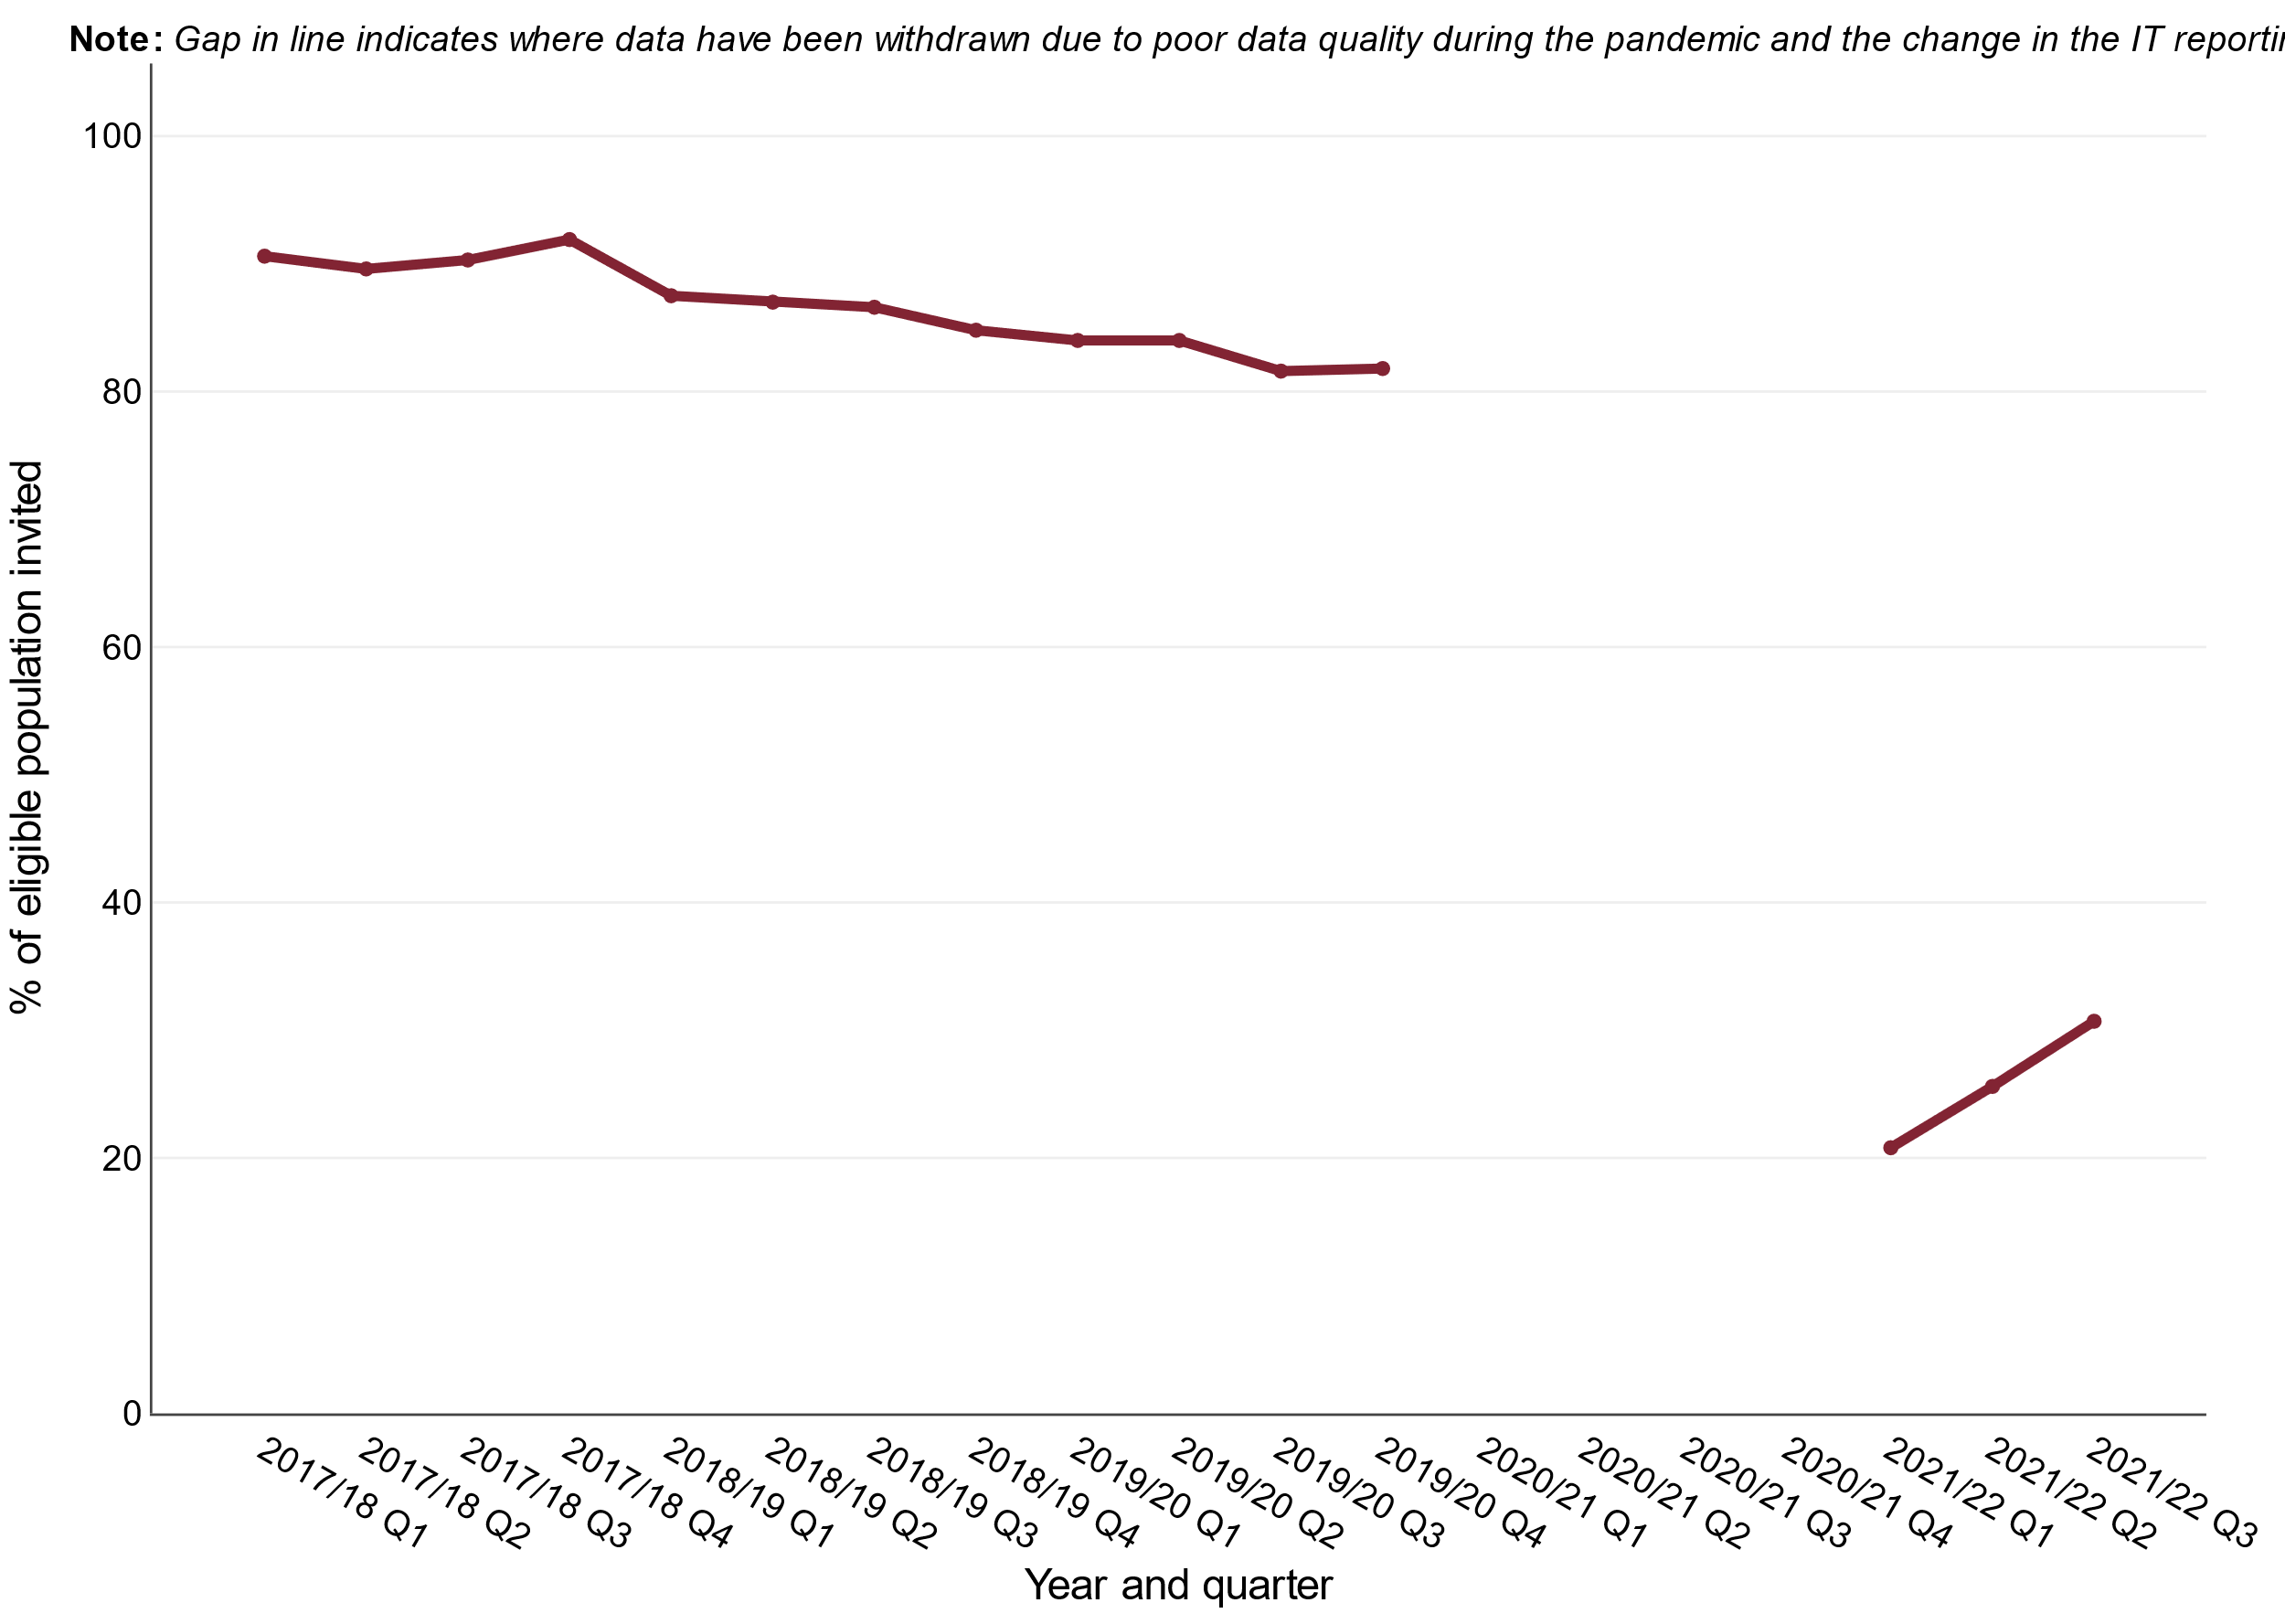 Note: Gap in line indicates where data have been withdrawn due to poor data quality during the pandemic and the change in the IT
100
80
60
40
20
0
% of eligible population invited
2017/18 Q1
2017/18 Q2
2017/18 Q3
2017/18 Q4
2018/19 Q1
2018/19 Q2
2018/19 Q3
2018/19 Q4
2019/20 Q1
2019/20 Q2
2019/20 Q3
2019/20 Q4
2020/21 Q1
2020/21 Q2
2020/21 Q3
2020/21 Q4
2021/22 Q1
2021/22 Q2
2021/22 Q3
Year and quarter